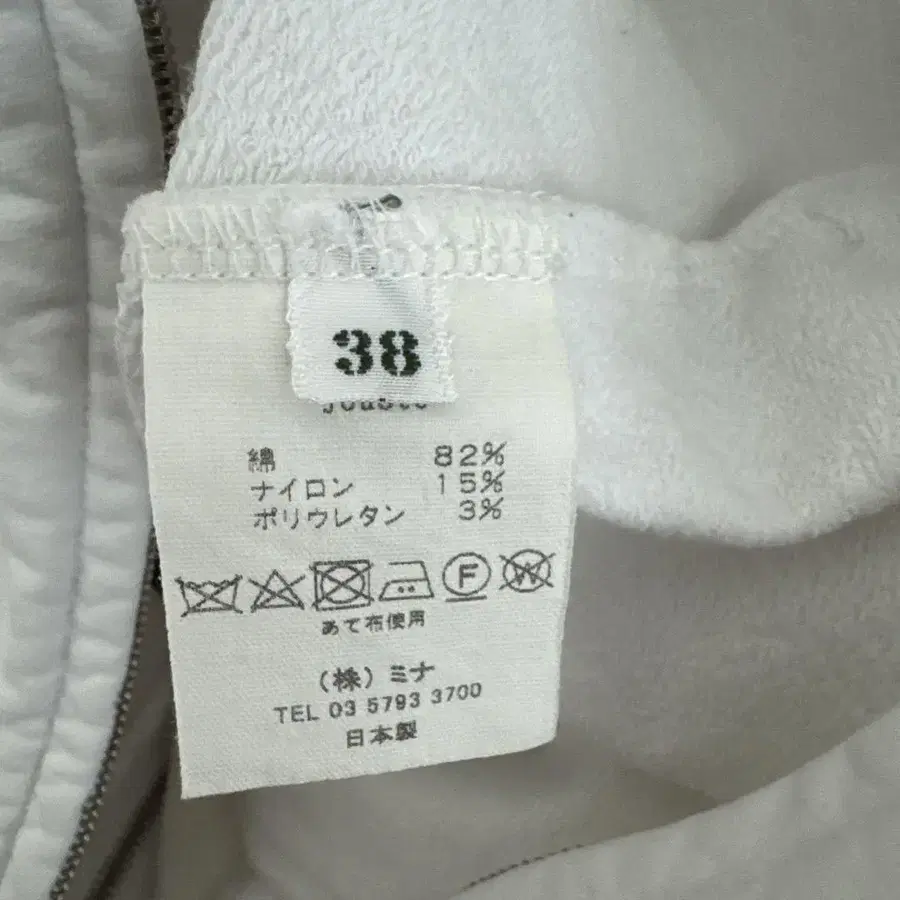 38
綿 82%
ナイロン 15%
ポリウレタン 3%
F W
あて布使用
(株)ミナ
TEL 03 5793 3700
日本製